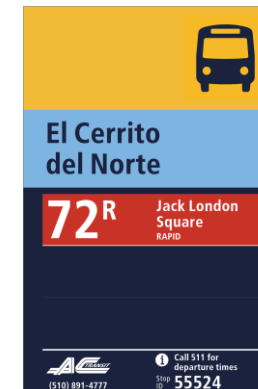 El Cerrito
del Norte
72R
Jack London
Square
RAPID
AC TRANSIT
(510) 891-4777
i Call 511 for
departure times
Stop
ID 55524